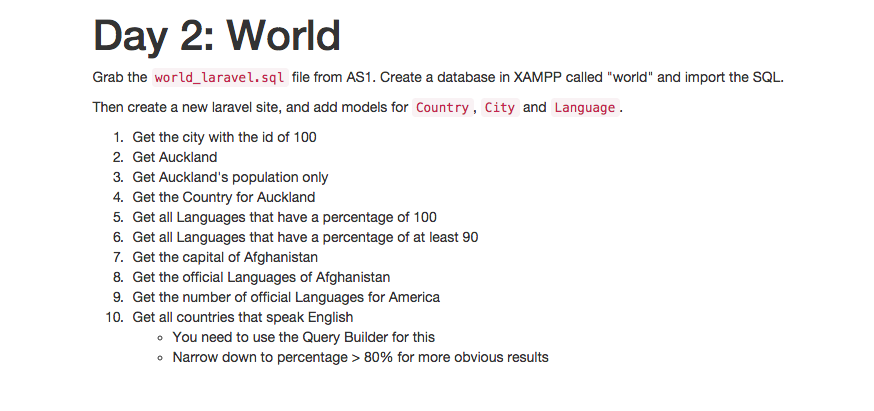 Day 2: World
Grab the world_laravel.sql file from AS1. Create a database in XAMPP called "world" and import the SQL.
Then create a new laravel site, and add models for Country, City and Language.
1. Get the city with the id of 100
2. Get Auckland
3. Get Auckland's population only
4. Get the Country for Auckland
5. Get all Languages that have a percentage of 100
6. Get all Languages that have a percentage of at least 90
7. Get the capital of Afghanistan
8. Get the official Languages of Afghanistan
9. Get the number of official Languages for America
10. Get all countries that speak English
◦ You need to use the Query Builder for this
◦ Narrow down to percentage > 80% for more obvious results